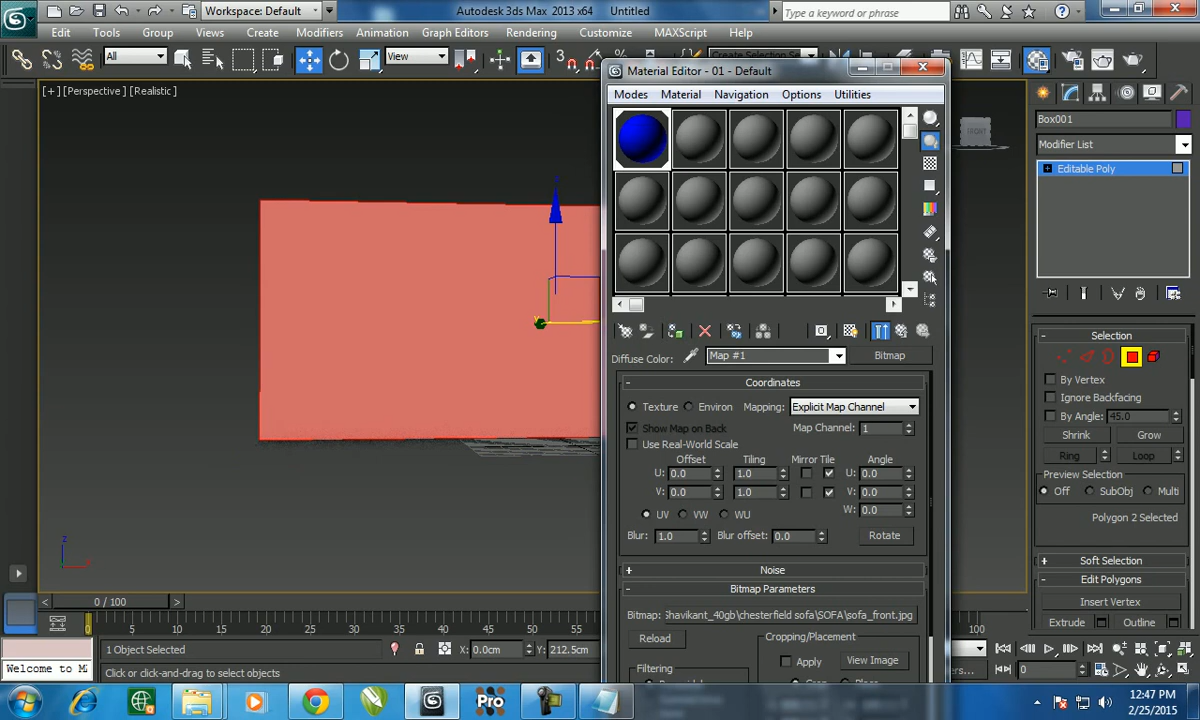 Workspace: Default
Autodesk 3ds Max 2013 x64 Untitled
Type a keyword or phrase
Edit Tools Group Views Create Modifiers Animation Graph Editors Rendering Customize MAXScript Help
All
View
[+] [Perspective] [Realistic]
FRONT
z
y
z
x
0 / 100
0 5 10 15 20 25 30 35 40 45 50 55 100
1 Object Selected
X: 0.0cm
Y: 212.5cm
Welcome to M
Click or click-and-drag to select objects
0
Material Editor - 01 - Default
Modes Material Navigation Options Utilities
Diffuse Color: Map #1 Bitmap
Coordinates
Texture Environ Mapping: Explicit Map Channel
Show Map on Back Map Channel: 1
Use Real-World Scale
Offset Tiling Mirror Tile Angle
U: 0.0 1.0 U: 0.0
V: 0.0 1.0 V: 0.0
W: 0.0
UV VW WU
Blur: 1.0 Blur offset: 0.0 Rotate
Noise
Bitmap Parameters
Bitmap: havikant_40gb\chesterfield sofa\SOFA\sofa_front.jpg
Reload
Cropping/Placement
Apply View Image
Filtering
Box001
Modifier List
Editable Poly
Selection
By Vertex
Ignore Backfacing
By Angle: 45.0
Shrink Grow
Ring Loop
Preview Selection
Off SubObj Multi
Polygon 2 Selected
Soft Selection
Edit Polygons
Insert Vertex
Extrude Outline
Pro
12:47 PM
2/25/2015